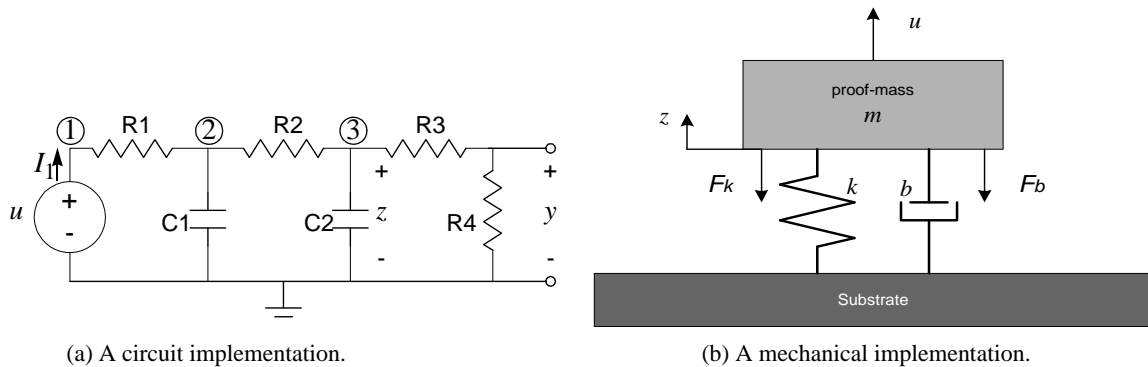 1
2
3
R1
R2
R3
I1
u
+
-
C1
C2
+
z
-
R4
+
y
-
(a) A circuit implementation.
u
proof-mass
m
z
Fk
k
b
Fb
Substrate
(b) A mechanical implementation.